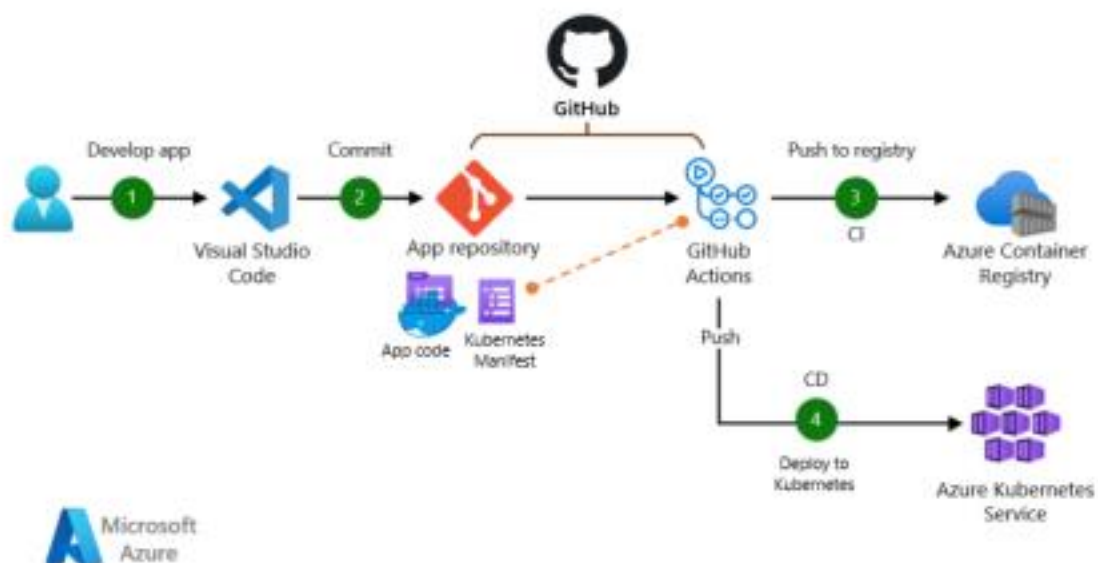 GitHub
Develop app
1
Visual Studio
Code
Commit
2
App repository
App code
Kubernetes
Manifest
GitHub
Actions
Push to registry
3
CI
Azure Container
Registry
Push
CD
4
Deploy to
Kubernetes
Azure Kubernetes
Service
Microsoft
Azure